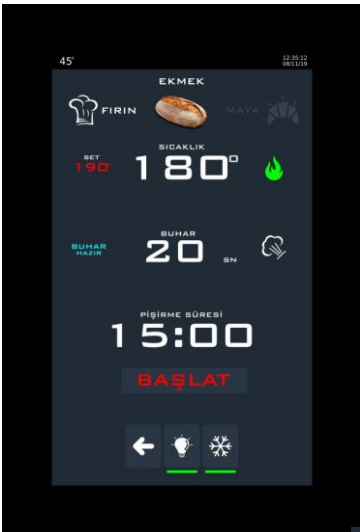 45°
12:35:12
08/11/19
EKMEK
FIRIN
MAYA
SICAKLIK
SET
190°
180°
BUHAR
BUHAR
HAZIR
20 SN
PİŞİRME SÜRESİ
15:00
BAŞLAT